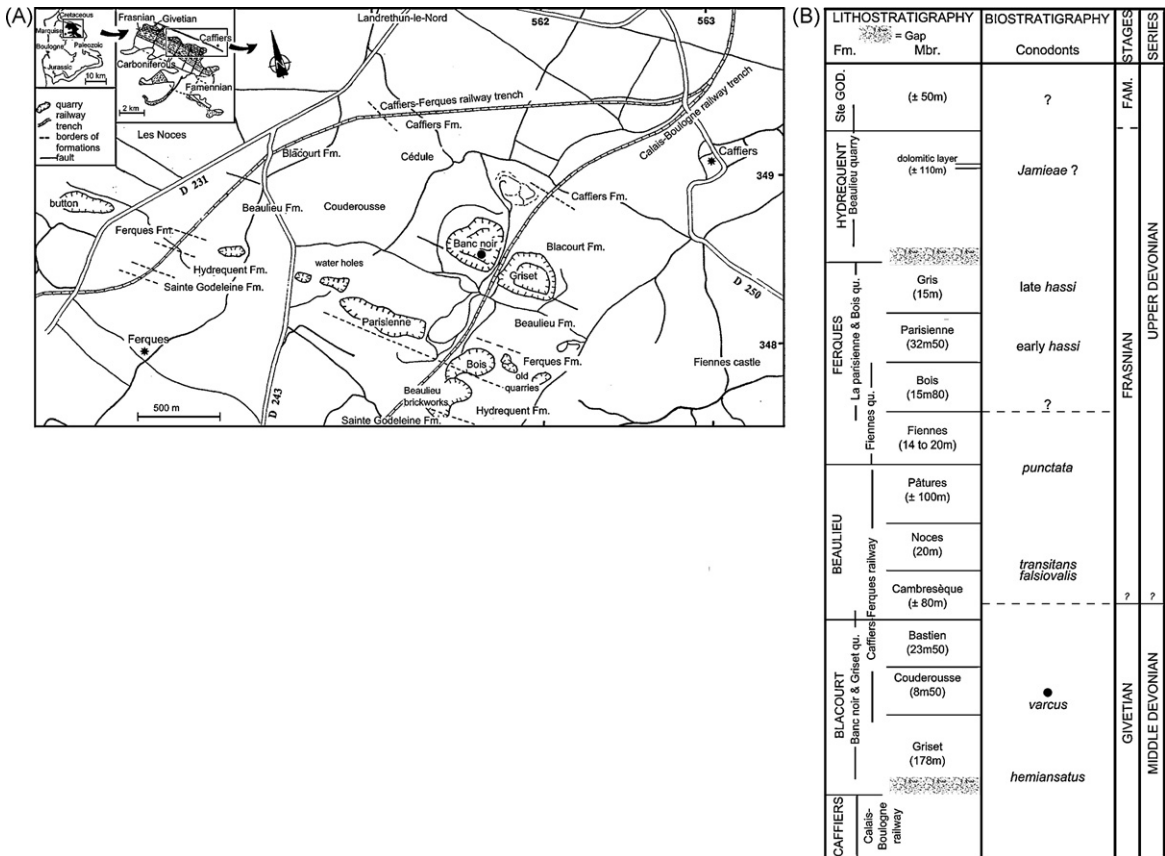 (A)
Cretaceous
Marquise
Boulogne
Paleozoic
Jurassic
10 km
Frasnian
Givetian
Caffiers
Carboniferous
Famennian
2 km
quarry
railway
trench
borders of
formations
fault
Landrethun-le-Nord
562
563
Les Noces
Caffiers-Ferques railway trench
Caffiers Fm.
Calais-Boulogne railway trench
Blacourt Fm.
Cédule
Caffiers
D 231
349
button
Beaulieu Fm.
Couderousse
Caffiers Fm.
Ferques Fm.
Banc noir
Blacourt Fm.
Hydrequent Fm.
water holes
Griset
Sainte Godeleine Fm.
D 250
Parisienne
Beaulieu Fm.
Ferques
348
Bois
Ferques Fm.
Fiennes castle
old
quarries
Beaulieu
brickworks
500 m
D 243
Hydrequent Fm.
Sainte Godeleine Fm.
(B)
LITHOSTRATIGRAPHY
= Gap
Fm.
Mbr.
BIOSTRATIGRAPHY
Conodonts
STAGES
SERIES
Ste GOD.
(± 50m)
?
FAM.
HYDREQUENT
Beaulieu quarry
dolomitic layer
(± 110m)
Jamieae ?
UPPER DEVONIAN
FERQUES
La parisienne & Bois qu.
Gris
(15m)
late hassi
Parisienne
(32m50)
early hassi
FRASNIAN
Bois
(15m80)
?
Fiennes qu.
Fiennes
(14 to 20m)
punctata
BEAULIEU
Caffiers-Ferques railway
Pâtures
(± 100m)
Noces
(20m)
transitans
falsiovalis
Cambresèque
(± 80m)
?
?
BLACOURT
Banc noir & Griset qu.
Bastien
(23m50)
Couderousse
(8m50)
varcus
GIVETIAN
MIDDLE DEVONIAN
Griset
(178m)
hemiansatus
CAFFIERS
Calais-
Boulogne
railway